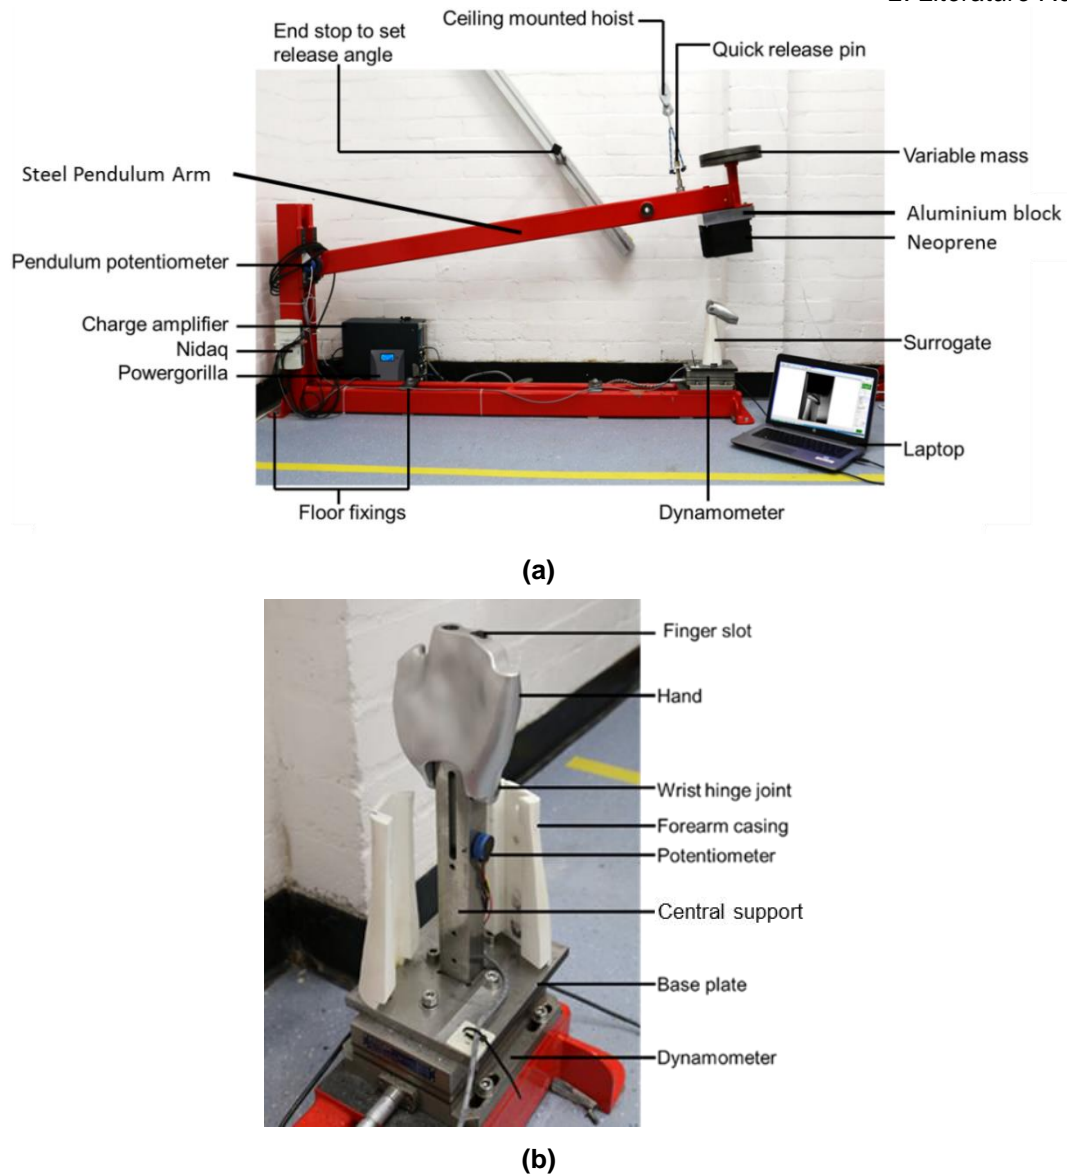 Ceiling mounted hoist
End stop to set
release angle
Quick release pin
Variable mass
Steel Pendulum Arm
Aluminium block
Neoprene
Pendulum potentiometer
Charge amplifier
Nidaq
Surrogate
Powergorilla
Laptop
Floor fixings
Dynamometer
(a)
Finger slot
Hand
Wrist hinge joint
Forearm casing
Potentiometer
Central support
Base plate
Dynamometer
(b)